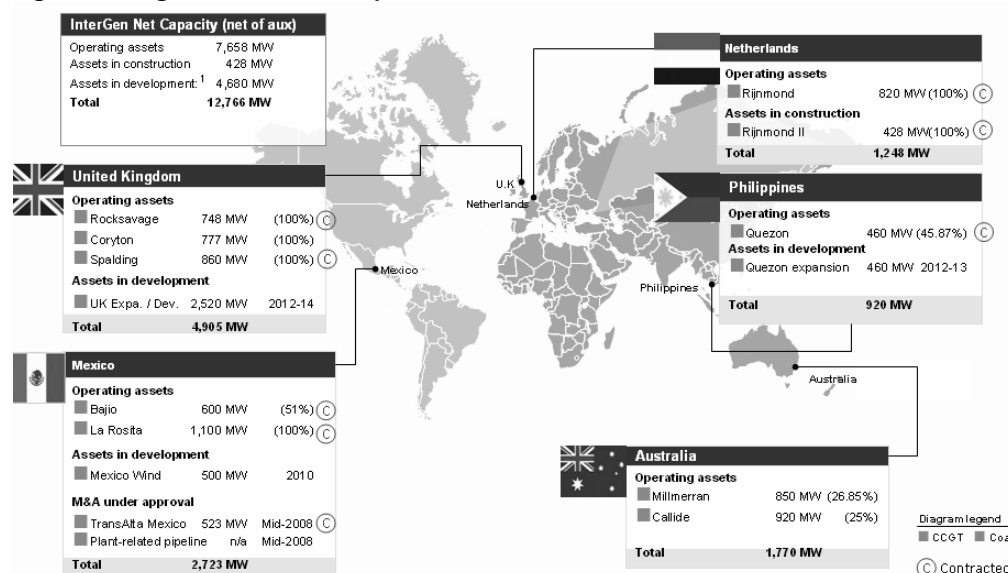 InterGen Net Capacity (net of aux)
Operating assets 7,658 MW
Assets in construction 428 MW
Assets in development: 1 4,680 MW
Total 12,766 MW
United Kingdom
Operating assets
Rocksavage 748 MW (100%) C
Coryton 777 MW (100%)
Spalding 860 MW (100%) C
Assets in development
UK Expa. / Dev. 2,520 MW 2012-14
Total 4,905 MW
Mexico
Operating assets
Bajio 600 MW (51%) C
La Rosita 1,100 MW (100%) C
Assets in development
Mexico Wind 500 MW 2010
M&A under approval
TransAlta Mexico 523 MW Mid-2008 C
Plant-related pipeline n/a Mid-2008
Total 2,723 MW
U.K
Netherlands
Mexico
Philippines
Australia
Netherlands
Operating assets
Rijnmond 820 MW (100%) C
Assets in construction
Rijnmond II 428 MW(100%) C
Total 1,248 MW
Philippines
Operating assets
Quezon 460 MW (45.87%) C
Assets in development
Quezon expansion 460 MW 2012-13
Total 920 MW
Australia
Operating assets
Millmerran 850 MW (26.85%)
Callide 920 MW (25%)
Total 1,770 MW
Diagram legend
CCGT
C Contracted